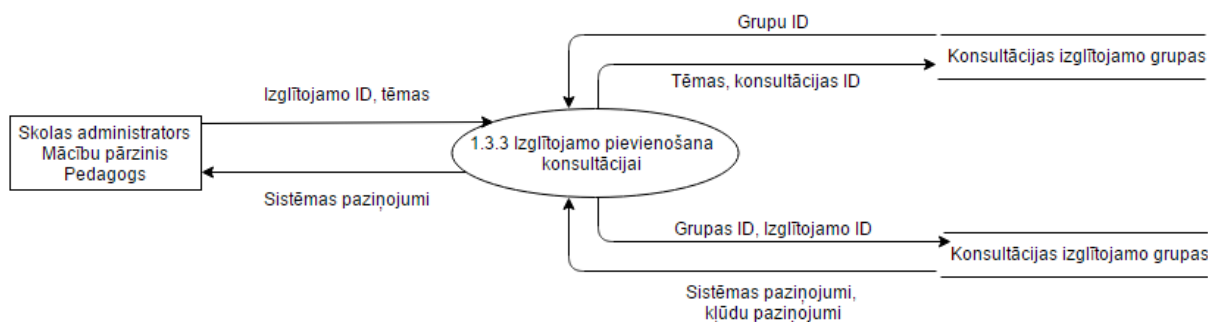 Grupu ID
Konsultācijas izglītojamo grupas
Tēmas, konsultācijas ID
Izglītojamo ID, tēmas
Skolas administrators
Mācību pārzinis
Pedagogs
1.3.3 Izglītojamo pievienošana
konsultācijai
Sistēmas paziņojumi
Grupas ID, Izglītojamo ID
Konsultācijas izglītojamo grupas
Sistēmas paziņojumi,
kļūdu paziņojumi